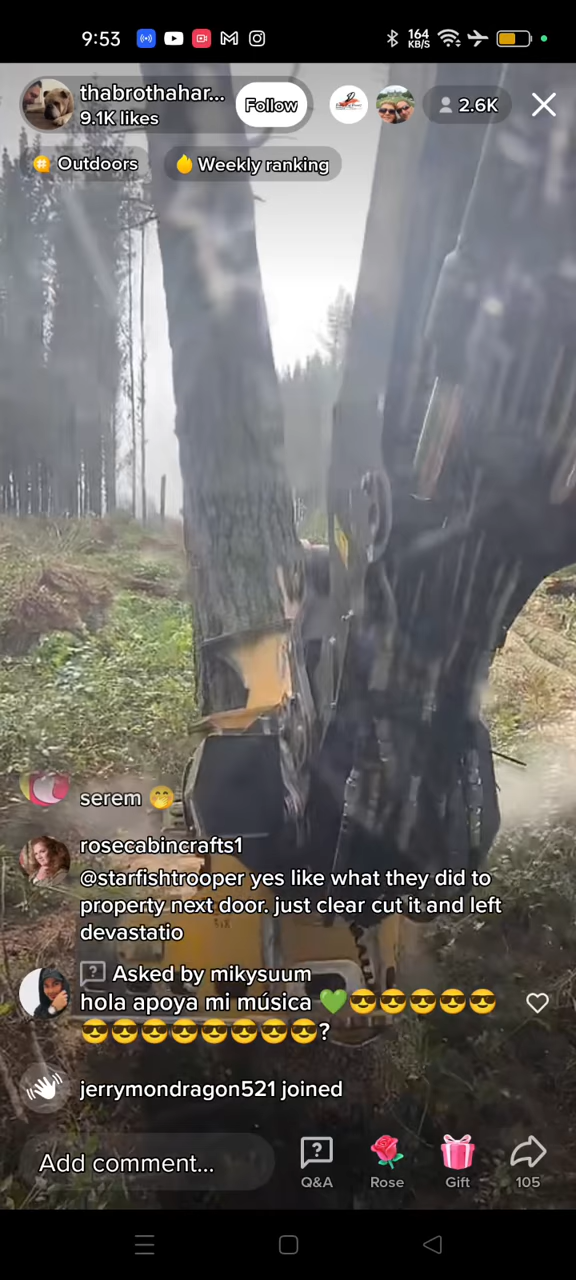 9:53
164
KB/S
thabrothahar...
Follow
9.1K likes
2.6K
Outdoors
Weekly ranking
serem 🤭
rosecabincrafts1
@starfishtrooper yes like what they did to
property next door. just clear cut it and left
devastatio
Asked by mikysuum
hola apoya mi música 💚😎😎😎😎😎
😎😎😎😎😎😎😎😎?
jerrymondragon521 joined
Add comment...
Q&A
Rose
Gift
105